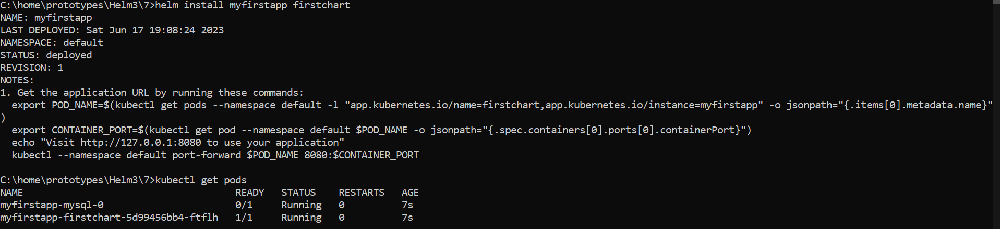 C:\home\prototypes\Helm3\7>helm install myfirstapp firstchart
NAME: myfirstapp
LAST DEPLOYED: Sat Jun 17 19:08:24 2023
NAMESPACE: default
STATUS: deployed
REVISION: 1
NOTES:
1. Get the application URL by running these commands:
  export POD_NAME=$(kubectl get pods --namespace default -l "app.kubernetes.io/name=firstchart,app.kubernetes.io/instance=myfirstapp" -o jsonpath="{.items[0].metadata.name}"
)
  export CONTAINER_PORT=$(kubectl get pod --namespace default $POD_NAME -o jsonpath="{.spec.containers[0].ports[0].containerPort}")
  echo "Visit http://127.0.0.1:8080 to use your application"
  kubectl --namespace default port-forward $POD_NAME 8080:$CONTAINER_PORT

C:\home\prototypes\Helm3\7>kubectl get pods
NAME                                     READY   STATUS    RESTARTS   AGE
myfirstapp-mysql-0                       0/1     Running   0          7s
myfirstapp-firstchart-5d99456bb4-ftflh   1/1     Running   0          7s